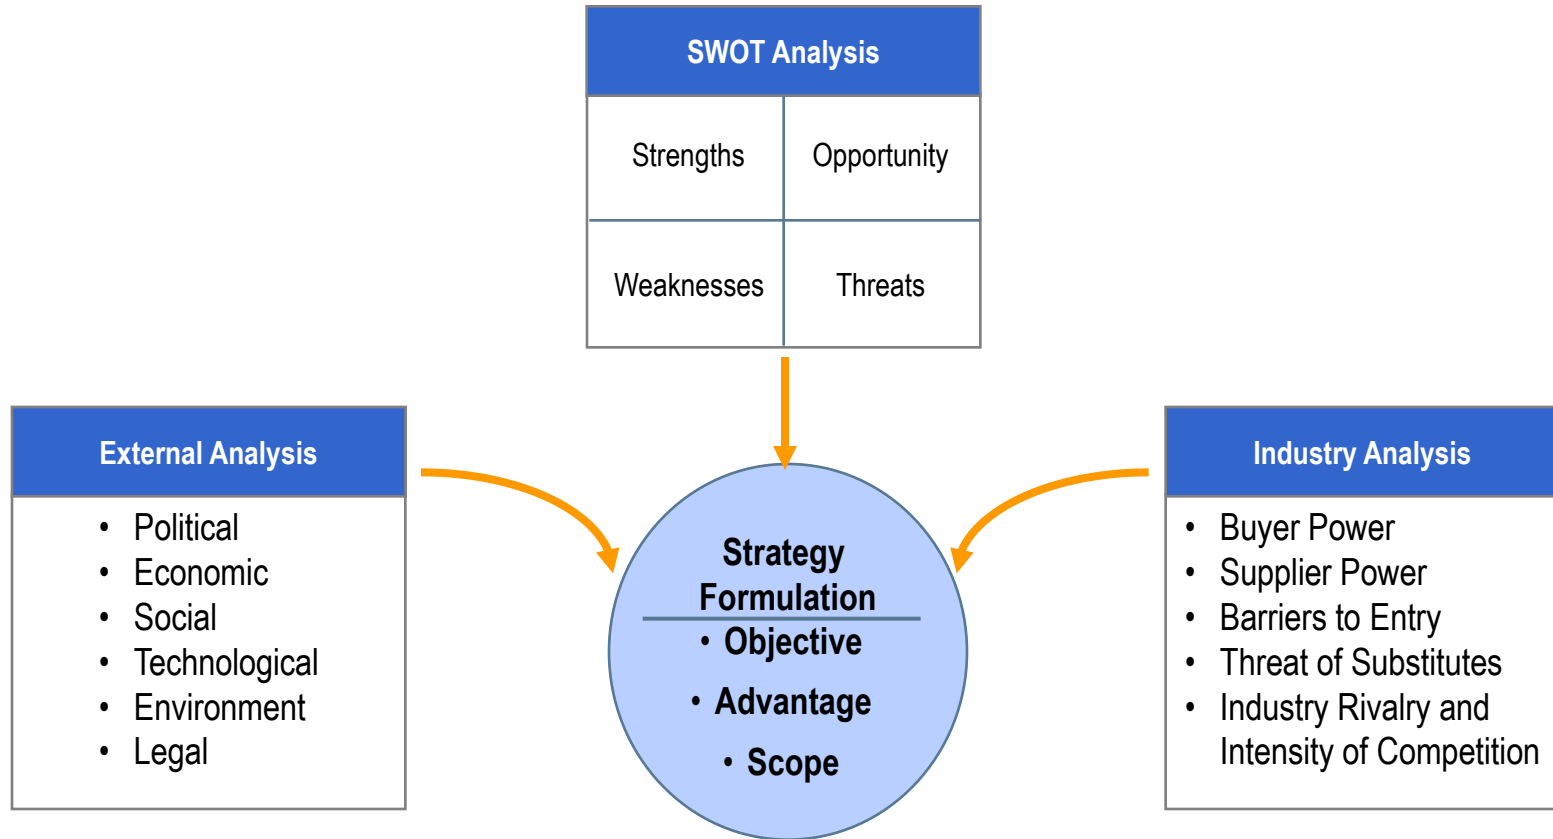 SWOT Analysis
Strengths
Opportunity
Weaknesses
Threats
External Analysis
• Political
• Economic
• Social
• Technological
• Environment
• Legal
Strategy
Formulation
• Objective
• Advantage
• Scope
Industry Analysis
• Buyer Power
• Supplier Power
• Barriers to Entry
• Threat of Substitutes
• Industry Rivalry and
Intensity of Competition